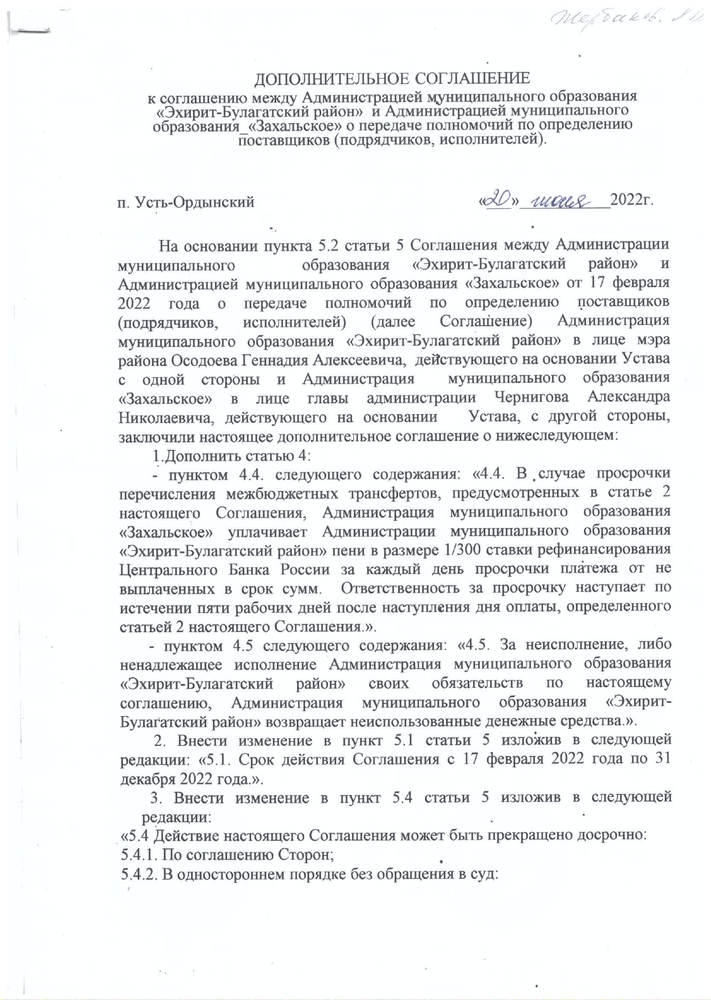 ДОПОЛНИТЕЛЬНОЕ СОГЛАШЕНИЕ
к соглашению между Администрацией муниципального образования
«Эхирит-Булагатский район» и Администрацией муниципального
образования_«Захальское» о передаче полномочий по определению
поставщиков (подрядчиков, исполнителей).
п. Усть-Ордынский «20» 2022г.
На основании пункта 5.2 статьи 5 Соглашения между Администрации
муниципального образования «Эхирит-Булагатский район» и
Администрацией муниципального образования «Захальское» от 17 февраля
2022 года о передаче полномочий по определению поставщиков
(подрядчиков, исполнителей) (далее Соглашение) Администрация
муниципального образования «Эхирит-Булагатский район» в лице мэра
района Осодоева Геннадия Алексеевича, действующего на основании Устава
с одной стороны и Администрация муниципального образования
«Захальское» в лице главы администрации Чернигова Александра
Николаевича, действующего на основании Устава, с другой стороны,
заключили настоящее дополнительное соглашение о нижеследующем:
1.Дополнить статью 4:
- пунктом 4.4. следующего содержания: «4.4. В случае просрочки
перечисления межбюджетных трансфертов, предусмотренных в статье 2
настоящего Соглашения, Администрация муниципального образования
«Захальское» уплачивает Администрации муниципального образования
«Эхирит-Булагатский район» пени в размере 1/300 ставки рефинансирования
Центрального Банка России за каждый день просрочки платежа от не
выплаченных в срок сумм. Ответственность за просрочку наступает по
истечении пяти рабочих дней после наступления дня оплаты, определенного
статьей 2 настоящего Соглашения.».
- пунктом 4.5 следующего содержания: «4.5. За неисполнение, либо
ненадлежащее исполнение Администрация муниципального образования
«Эхирит-Булагатский район» своих обязательств по настоящему
соглашению, Администрация муниципального образования «Эхирит-
Булагатский район» возвращает неиспользованные денежные средства.».
2. Внести изменение в пункт 5.1 статьи 5 изложив в следующей
редакции: «5.1. Срок действия Соглашения с 17 февраля 2022 года по 31
декабря 2022 года.».
3. Внести изменение в пункт 5.4 статьи 5 изложив в следующей
редакции:
«5.4 Действие настоящего Соглашения может быть прекращено досрочно:
5.4.1. По соглашению Сторон;
5.4.2. В одностороннем порядке без обращения в суд: